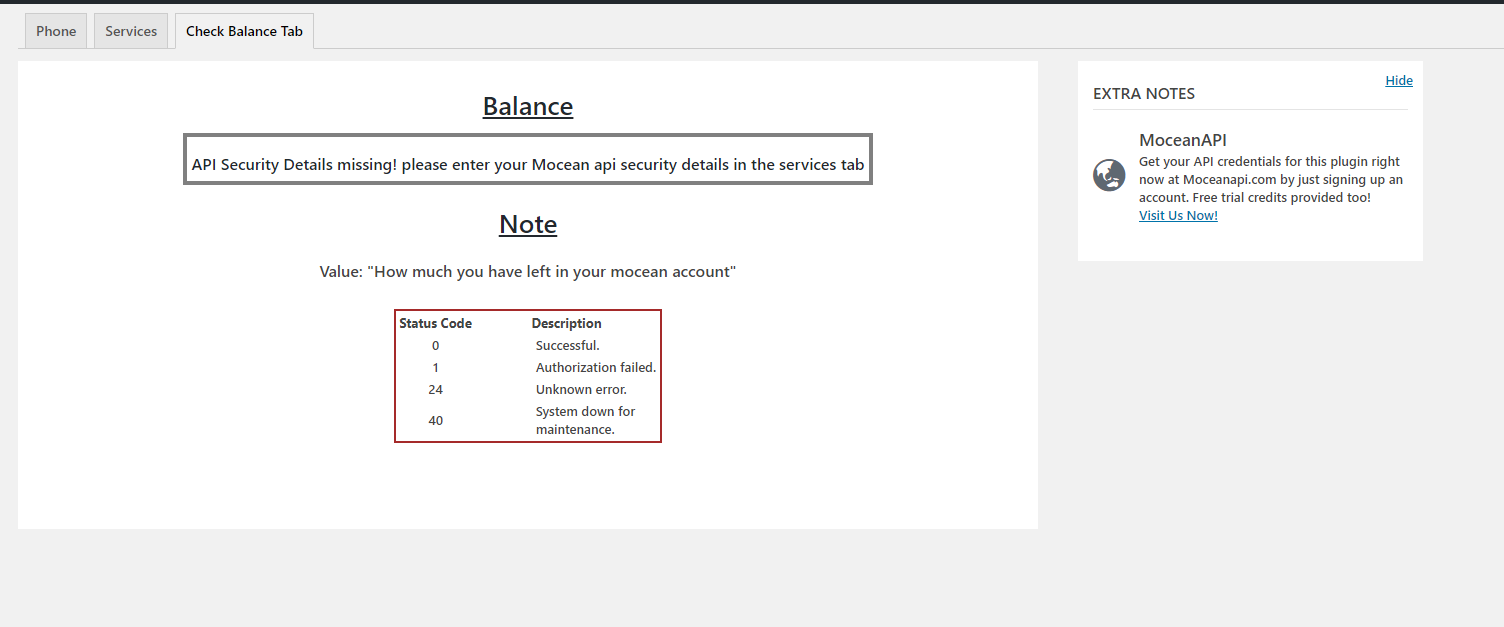 Phone
Services
Check Balance Tab
Balance
API Security Details missing! please enter your Mocean api security details in the services tab
Note
Value: "How much you have left in your mocean account"
Status Code Description
0 Successful.
1 Authorization failed.
24 Unknown error.
40 System down for
maintenance.
Hide
EXTRA NOTES
MoceanAPI
Get your API credentials for this plugin right
now at Moceanapi.com by just signing up an
account. Free trial credits provided too!
Visit Us Now!